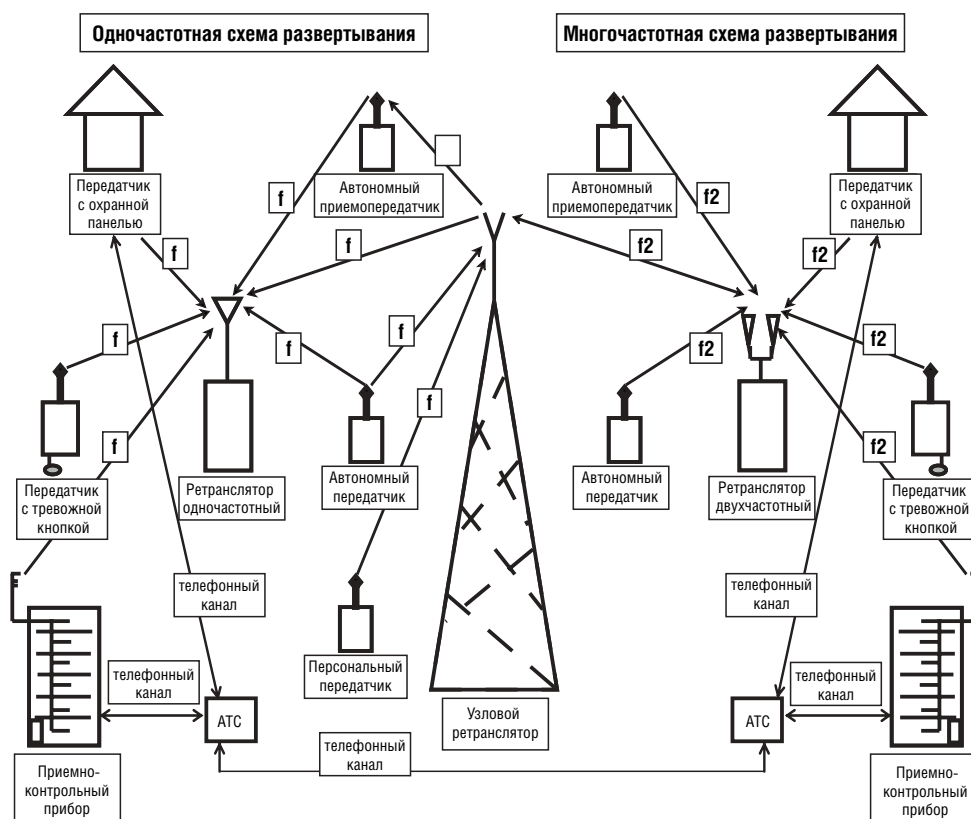 Одночастотная схема развертывания
Многочастотная схема развертывания
Передатчик
с охранной
панелью
Автономный
приемопередатчик
Автономный
приемопередатчик
Передатчик
с охранной
панелью
f
f2
f
f
f2
f2
f
f
f
f2
f2
f
f
f2
Передатчик
с тревожной
кнопкой
Ретранслятор
одночастотный
Автономный
передатчик
Автономный
передатчик
Ретранслятор
двухчастотный
Передатчик
с тревожной
кнопкой
телефонный
канал
телефонный
канал
Персональный
передатчик
телефонный
канал
телефонный
канал
АТС
Узловой
ретранслятор
АТС
телефонный
канал
Приемно-
контрольный
прибор
Приемно-
контрольный
прибор